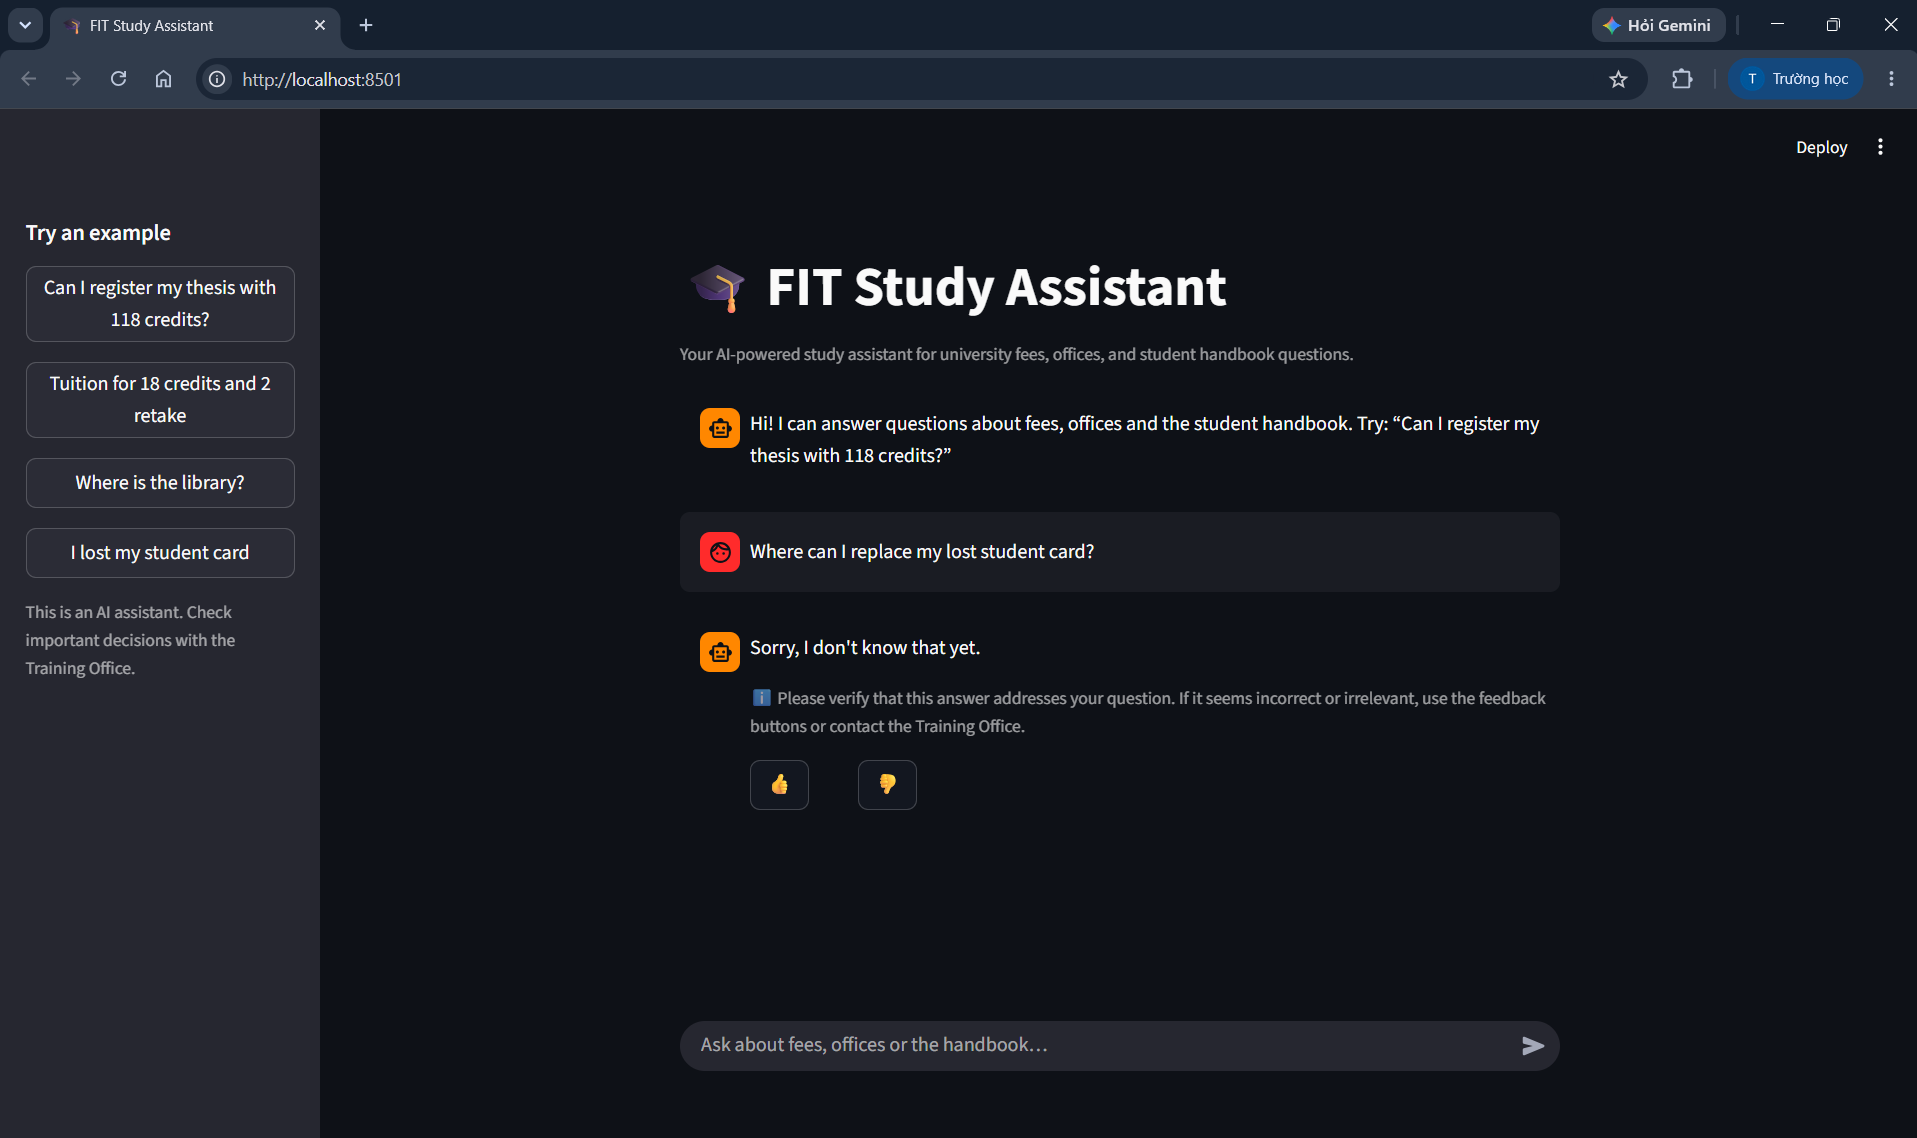 FIT Study Assistant
Hỏi Gemini
http://localhost:8501
T Trường học
Deploy
Try an example
Can I register my thesis with
118 credits?
Tuition for 18 credits and 2
retake
Where is the library?
I lost my student card
This is an AI assistant. Check
important decisions with the
Training Office.
FIT Study Assistant
Your AI-powered study assistant for university fees, offices, and student handbook questions.
Hi! I can answer questions about fees, offices and the student handbook. Try: “Can I register my
thesis with 118 credits?”
Where can I replace my lost student card?
Sorry, I don't know that yet.
ℹ️ Please verify that this answer addresses your question. If it seems incorrect or irrelevant, use the feedback
buttons or contact the Training Office.
Ask about fees, offices or the handbook…